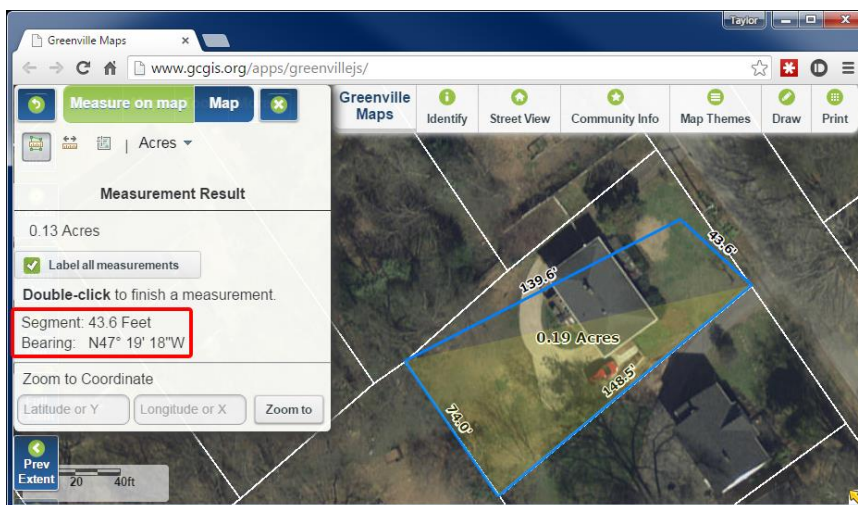 Taylor
Greenville Maps
www.gcgis.org/apps/greenvillejs/
Measure on map Map
Greenville Maps
Identify
Street View
Community Info
Map Themes
Draw
Print
| Acres
Measurement Result
0.13 Acres
Label all measurements
Double-click to finish a measurement.
Segment: 43.6 Feet
Bearing: N47° 19' 18"W
Zoom to Coordinate
Latitude or Y Longitude or X Zoom to
Prev
Extent
20 40ft
43.6'
139.6'
0.19 Acres
148.5'
74.0'